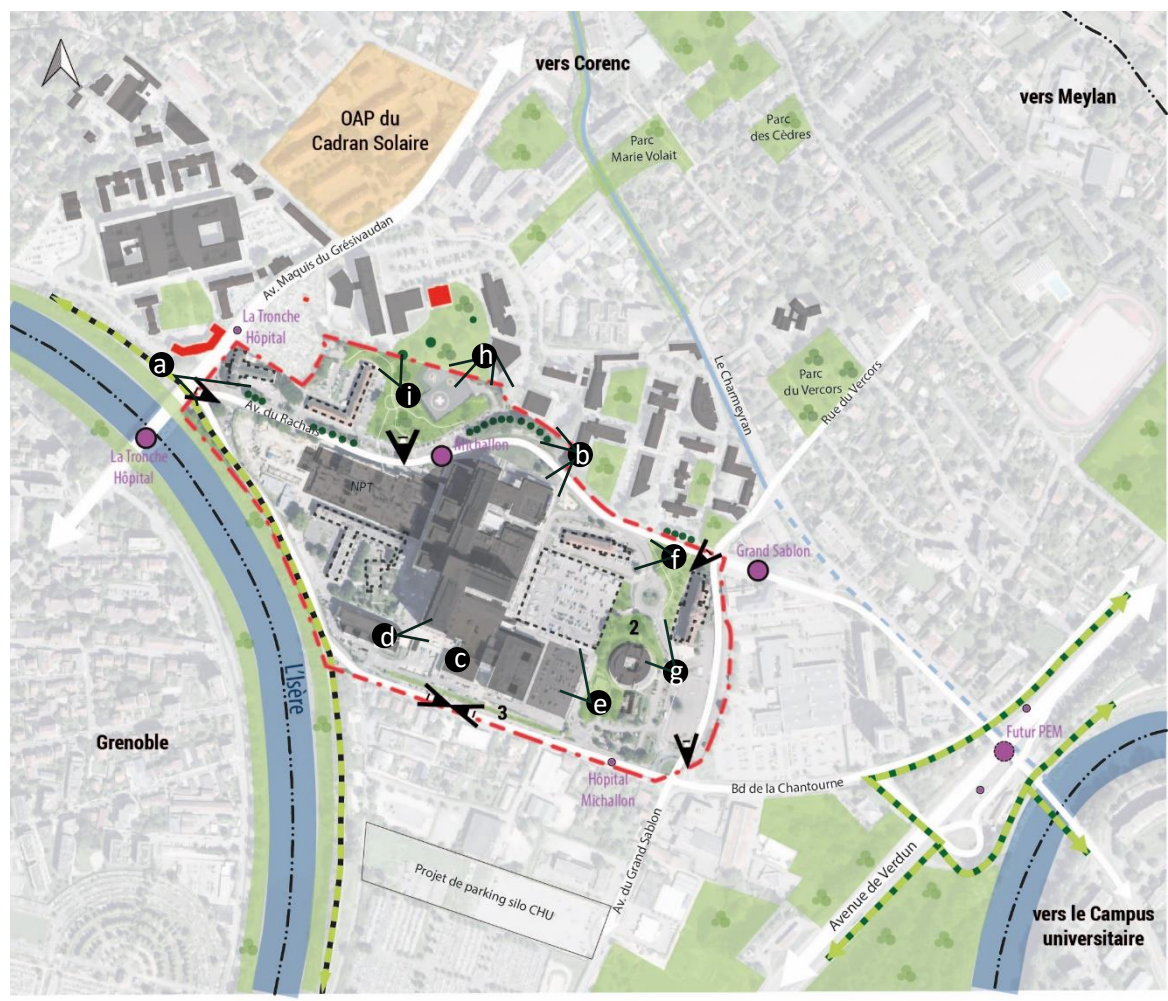 vers Corenc
vers Meylan
OAP du
Cadran Solaire
Parc
des Cèdres
Parc
Marie Volait
Av. Maquis du Grésivaudan
La Tronche
Hôpital
a
h
i
Parc
du Vercors
Rue du Vercors
Le Charmeyran
Av. du Rachais
Michallon
b
La Tronche
Hôpital
NPT
f
Grand Sablon
2
d
c
g
e
L'Isère
3
Grenoble
Futur PEM
Hôpital
Michallon
Bd de la Chantourne
Av. du Grand Sablon
Avenue de Verdun
Projet de parking silo CHU
vers le Campus
universitaire